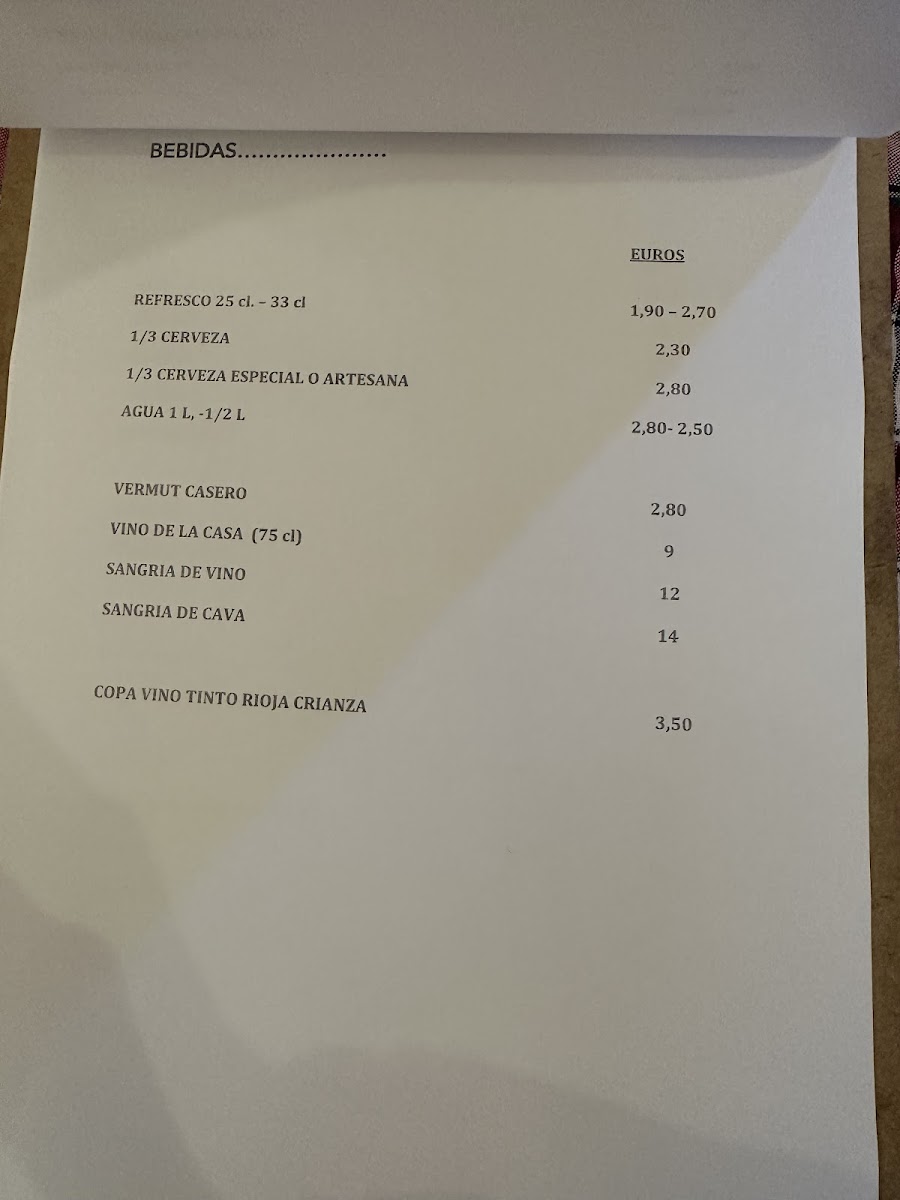 BEBIDAS.....................
EUROS
REFRESCO 25 cl. – 33 cl 1,90 – 2,70
1/3 CERVEZA 2,30
1/3 CERVEZA ESPECIAL O ARTESANA 2,80
AGUA 1 L, -1/2 L 2,80- 2,50
VERMUT CASERO 2,80
VINO DE LA CASA (75 cl) 9
SANGRIA DE VINO 12
SANGRIA DE CAVA 14
COPA VINO TINTO RIOJA CRIANZA 3,50